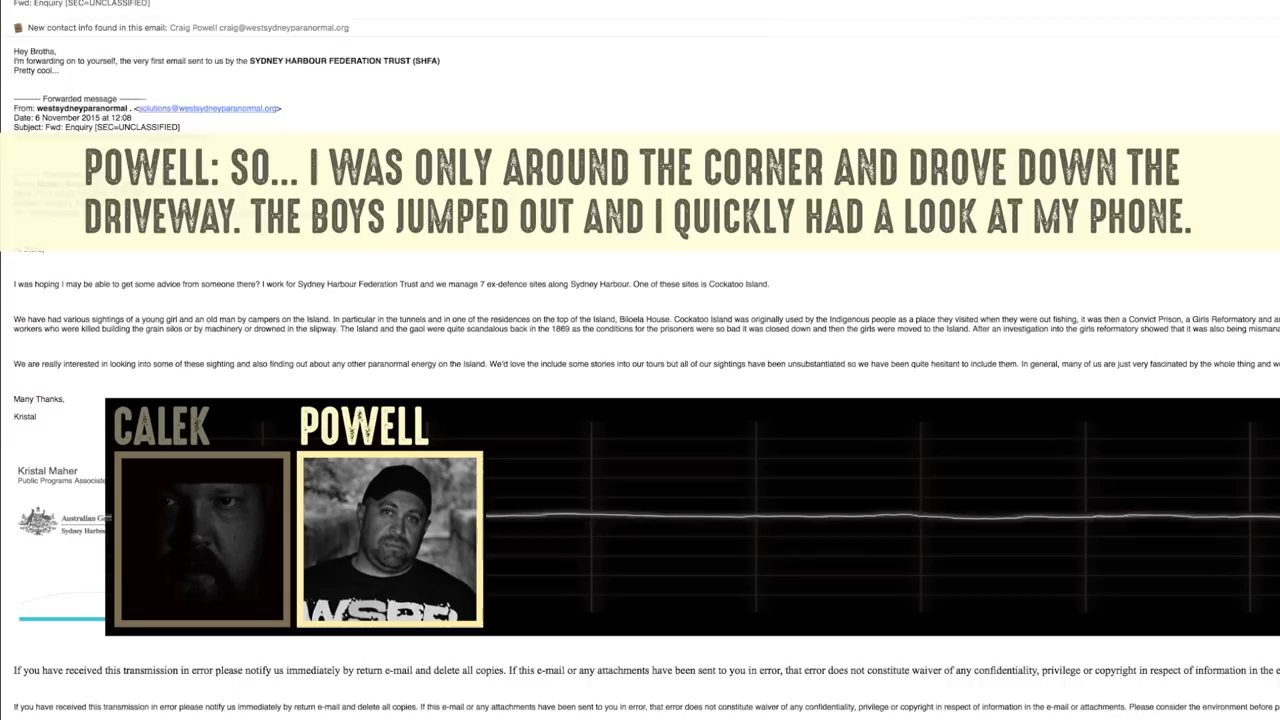 Fwd: Enquiry [SEC=UNCLASSIFIED]
New contact info found in this email: Craig Powell craig@westsydneyparanormal.org
Hey Brotha,
I'm forwarding on to yourself, the very first email sent to us by the SYDNEY HARBOUR FEDERATION TRUST (SHFA)
Pretty cool...
---------- Forwarded message ----------
From: westsydneyparanormal . <solutions@westsydneyparanormal.org>
Date: 6 November 2015 at 12:08
Subject: Fwd: Enquiry [SEC=UNCLASSIFIED]
POWELL: SO... I WAS ONLY AROUND THE CORNER AND DROVE DOWN THE
DRIVEWAY. THE BOYS JUMPED OUT AND I QUICKLY HAD A LOOK AT MY PHONE.
I was hoping I may be able to get some advice from someone there? I work for Sydney Harbour Federation Trust and we manage 7 ex-defence sites along Sydney Harbour. One of these sites is Cockatoo Island.
We have had various sightings of a young girl and an old man by campers on the Island. In particular in the tunnels and in one of the residences on the top of the Island, Biloela House. Cockatoo Island was originally used by the Indigenous people as a place they visited when they were out fishing, it was then a Convict Prison, a Girls Reformatory and
workers who were killed building the grain silos or by machinery or drowned in the slipway. The Island and the gaol were quite scandalous back in the 1869 as the conditions for the prisoners were so bad it was closed down and then the girls were moved to the Island. After an investigation into the girls reformatory showed that it was also being
We are really interested in looking into some of these sighting and also finding out about any other paranormal energy on the Island. We'd love the include some stories into our tours but all of our sightings have been unsubstantiated so we have been quite hesitant to include them. In general, many of us are just very fascinated by the whole thing and
Many Thanks,
Kristal
CALEK
POWELL
Kristal Maher
Public Programs Associate
Australian
Sydney
WSPR
If you have received this transmission in error please notify us immediately by return e-mail and delete all copies. If this e-mail or any attachments have been sent to you in error, that error does not constitute waiver of any confidentiality, privilege or copyright in respect of information in the
If you have received this transmission in error please notify us immediately by return e-mail and delete all copies. If this e-mail or any attachments have been sent to you in error, that error does not constitute waiver of any confidentiality, privilege or copyright in respect of information in the e-mail or attachments. Please consider the environment before